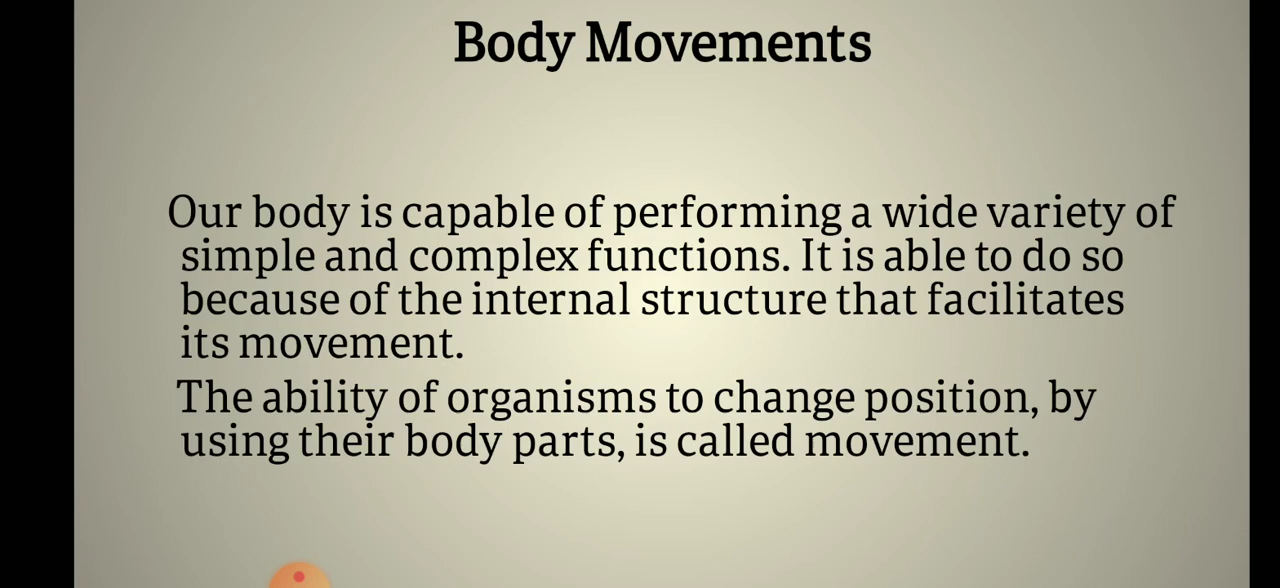 Body Movements
Our body is capable of performing a wide variety of
simple and complex functions. It is able to do so
because of the internal structure that facilitates
its movement.
The ability of organisms to change position, by
using their body parts, is called movement.